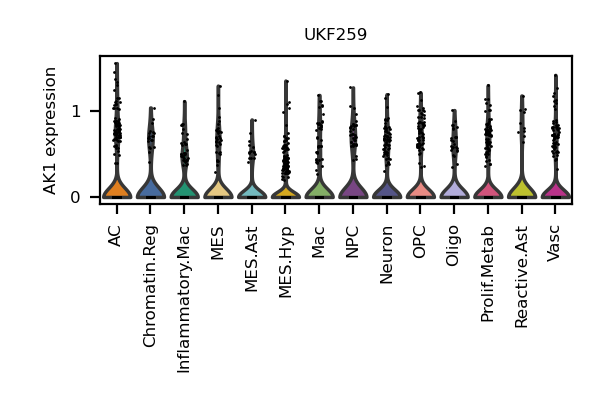 UKF259
AK1 expression
1
0
AC
Chromatin.Reg
Inflammatory.Mac
MES
MES.Ast
MES.Hyp
Mac
NPC
Neuron
OPC
Oligo
Prolif.Metab
Reactive.Ast
Vasc